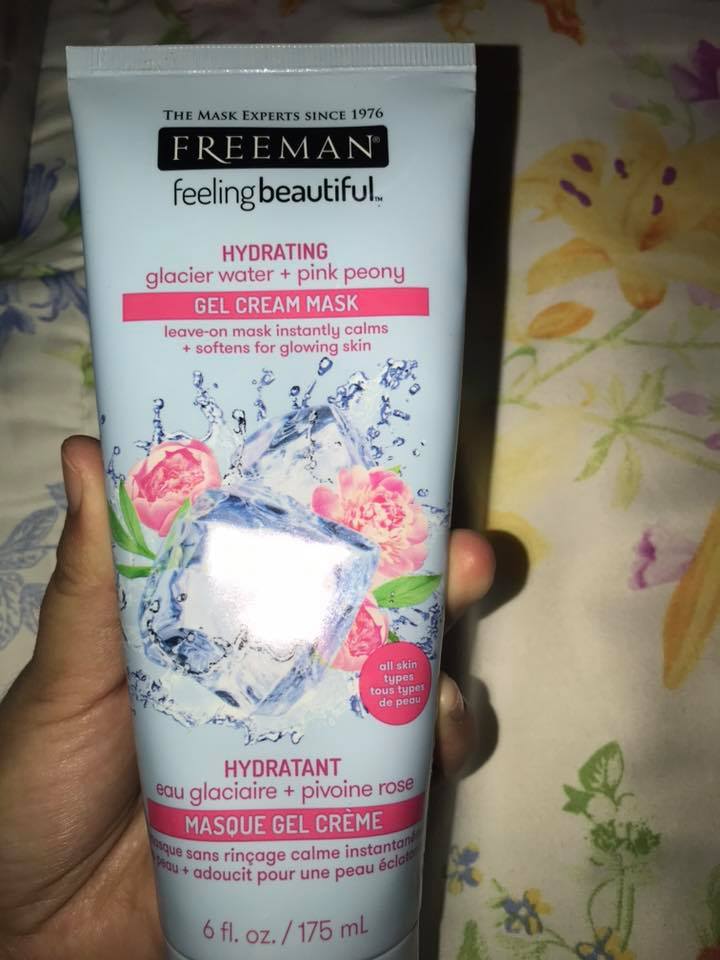 THE MASK EXPERTS SINCE 1976
FREEMAN®
feelingbeautiful™
HYDRATING
glacier water + pink peony
GEL CREAM MASK
leave-on mask instantly calms
+ softens for glowing skin
all skin
types
tous types
de peau
HYDRATANT
eau glaciaire + pivoine rose
MASQUE GEL CRÈME
sans rinçage calme
peau + adoucit pour une peau
6 fl. oz. / 175 mL